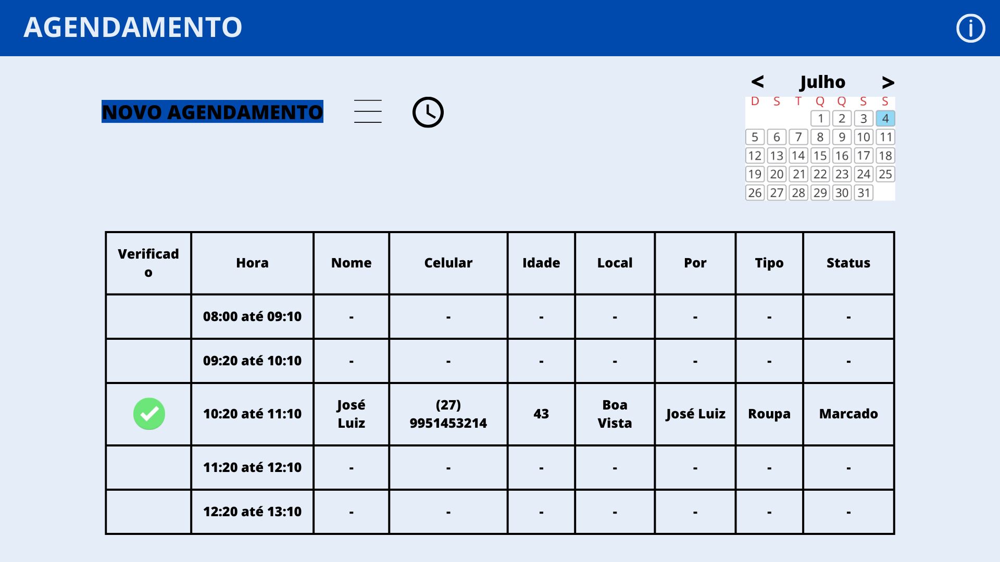 AGENDAMENTO
NOVO AGENDAMENTO
< Julho >
D S T Q Q S S
1 2 3 4
5 6 7 8 9 10 11
12 13 14 15 16 17 18
19 20 21 22 23 24 25
26 27 28 29 30 31
Verificad
o
Hora
Nome
Celular
Idade
Local
Por
Tipo
Status
08:00 até 09:10 - - - - - - -
09:20 até 10:10 - - - - - - -
10:20 até 11:10
José
Luiz
(27)
9951453214
43
Boa
Vista
José Luiz
Roupa
Marcado
11:20 até 12:10 - - - - - - -
12:20 até 13:10 - - - - - - -